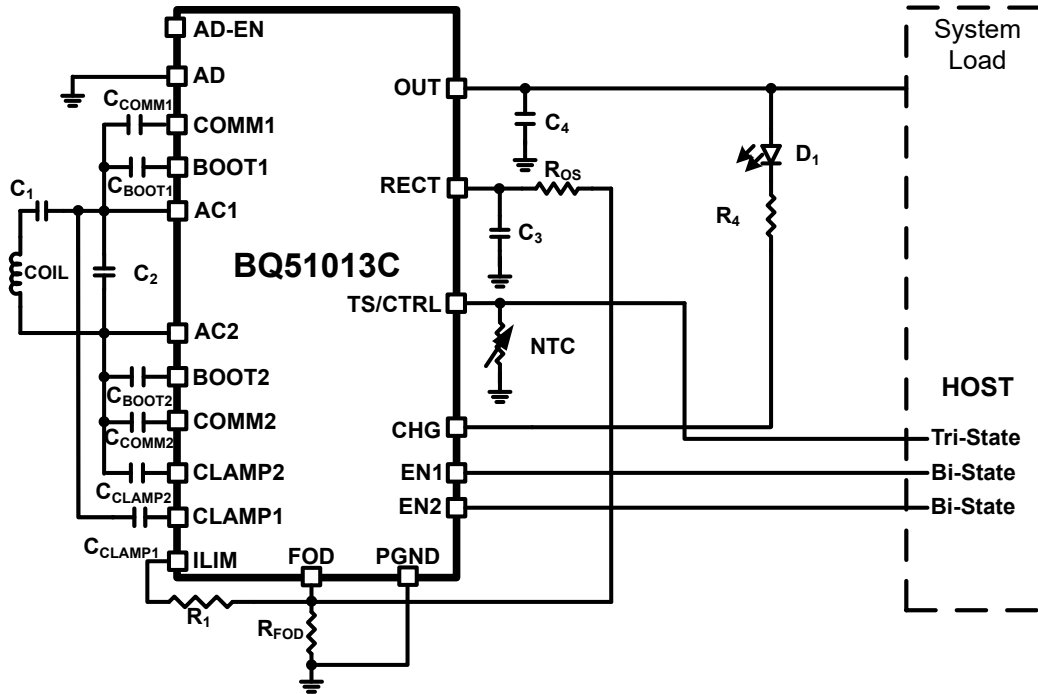 AD-EN
System
Load
AD
OUT
C_COMM1
COMM1
C4
D1
BOOT1
C_BOOT1
RECT
R_OS
C1
AC1
R4
C3
COIL
C2
BQ51013C
TS/CTRL
AC2
NTC
BOOT2
C_BOOT2
HOST
COMM2
C_COMM2
CHG
Tri-State
CLAMP2
EN1
Bi-State
C_CLAMP2
CLAMP1
EN2
Bi-State
C_CLAMP1
ILIM
FOD
PGND
R1
R_FOD